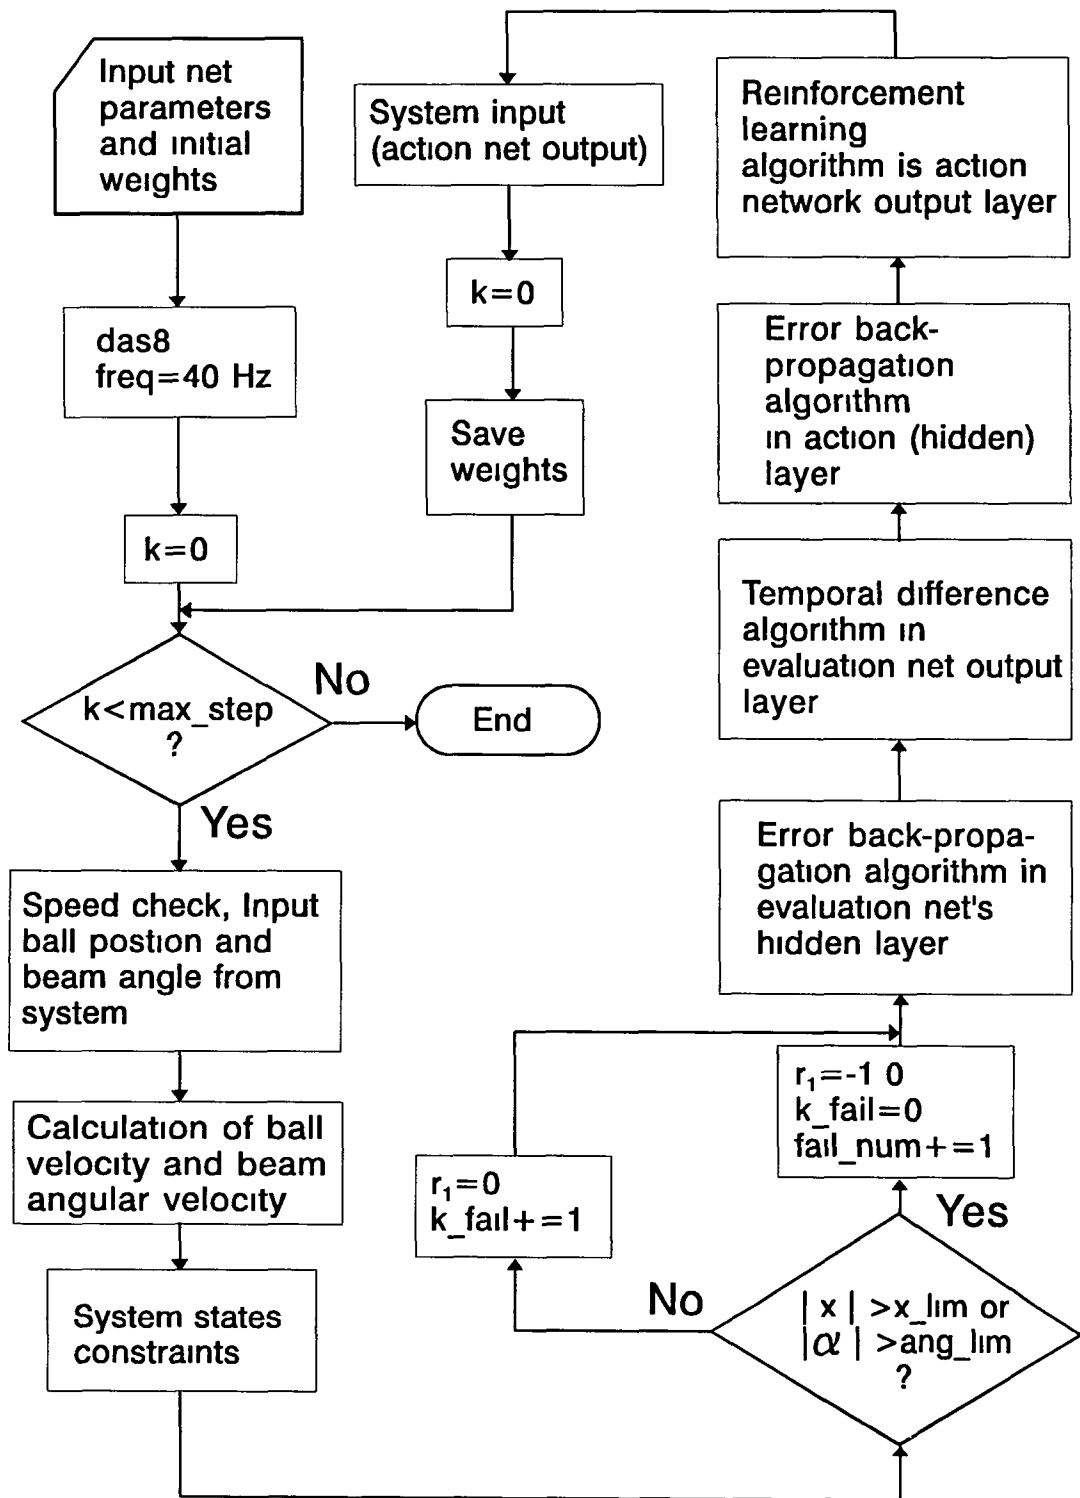 Input net
parameters
and initial
weights
das8
freq=40 Hz
k=0
k<max_step
?
No
End
Yes
Speed check, Input
ball postion and
beam angle from
system
Calculation of ball
velocity and beam
angular velocity
System states
constraints
| x | >x_lim or
|α | >ang_lim
?
No
Yes
r₁=0
k_fail+=1
r₁=-1 0
k_fail=0
fail_num+=1
Error back-propa-
gation algorithm in
evaluation net's
hidden layer
Temporal difference
algorithm in
evaluation net output
layer
Error back-
propagation
algorithm
in action (hidden)
layer
Reinforcement
learning
algorithm is action
network output layer
System input
(action net output)
k=0
Save
weights